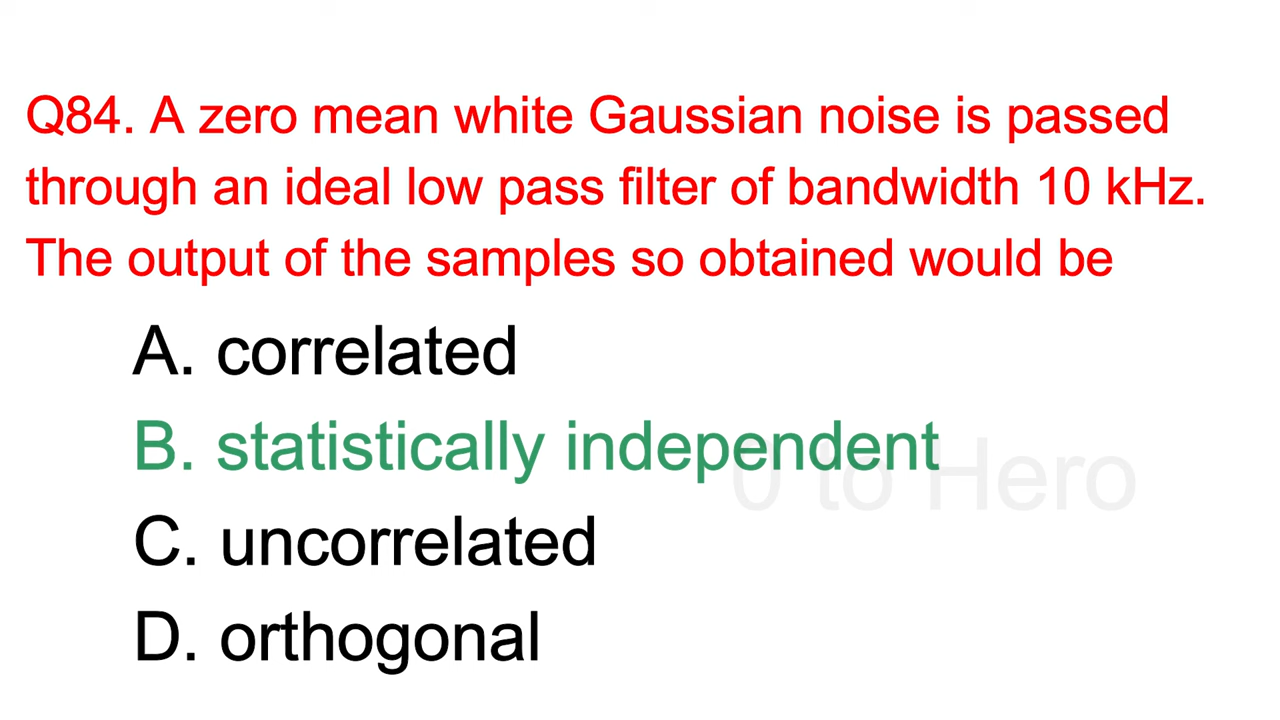 Q84. A zero mean white Gaussian noise is passed
through an ideal low pass filter of bandwidth 10 kHz.
The output of the samples so obtained would be
A. correlated
B. statistically independent
0 to Hero
C. uncorrelated
D. orthogonal